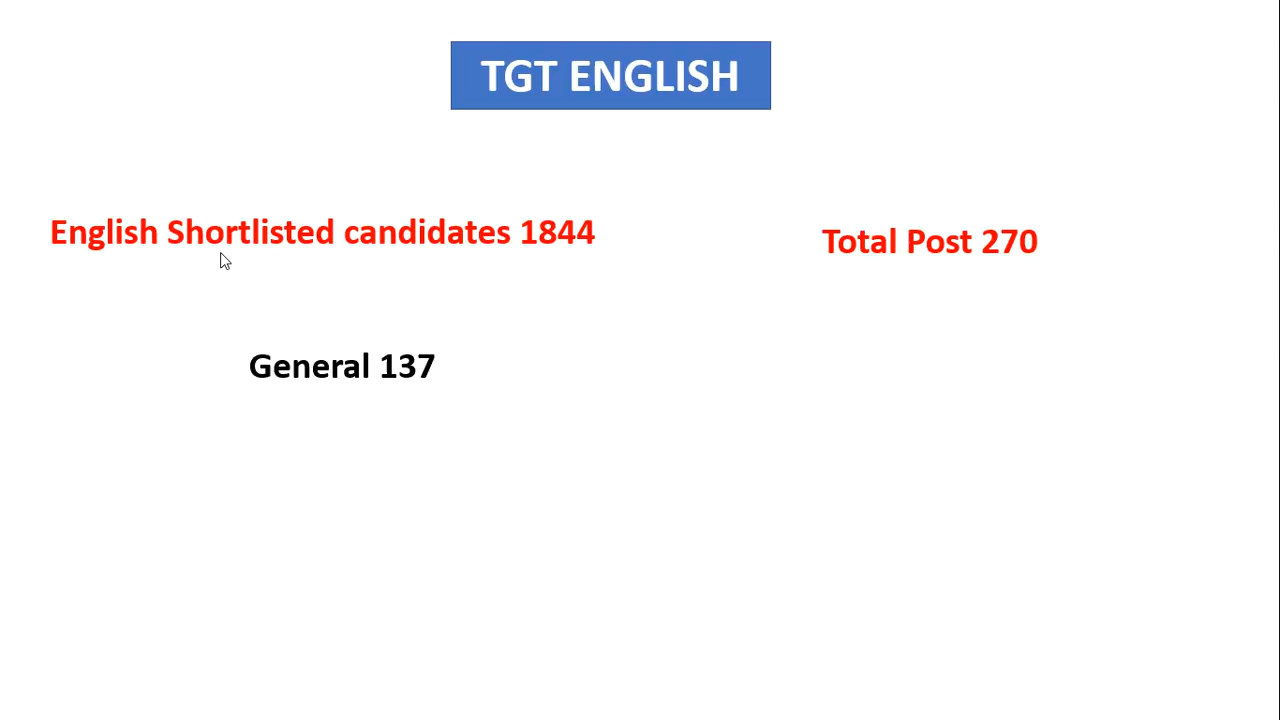 TGT ENGLISH
English Shortlisted candidates 1844
Total Post 270
General 137